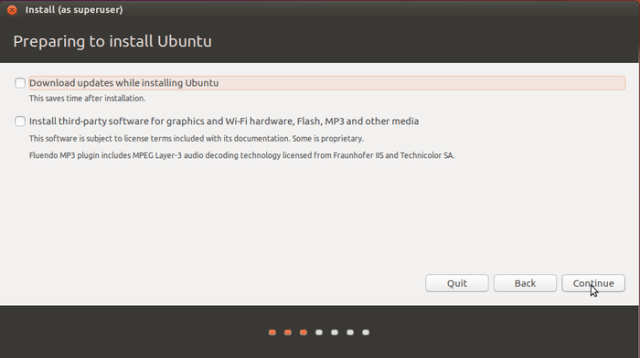 Install (as superuser)
Preparing to install Ubuntu
Download updates while installing Ubuntu
This saves time after installation.
Install third-party software for graphics and Wi-Fi hardware, Flash, MP3 and other media
This software is subject to license terms included with its documentation. Some is proprietary.
Fluendo MP3 plugin includes MPEG Layer-3 audio decoding technology licensed from Fraunhofer IIS and Technicolor SA.
Quit
Back
Continue